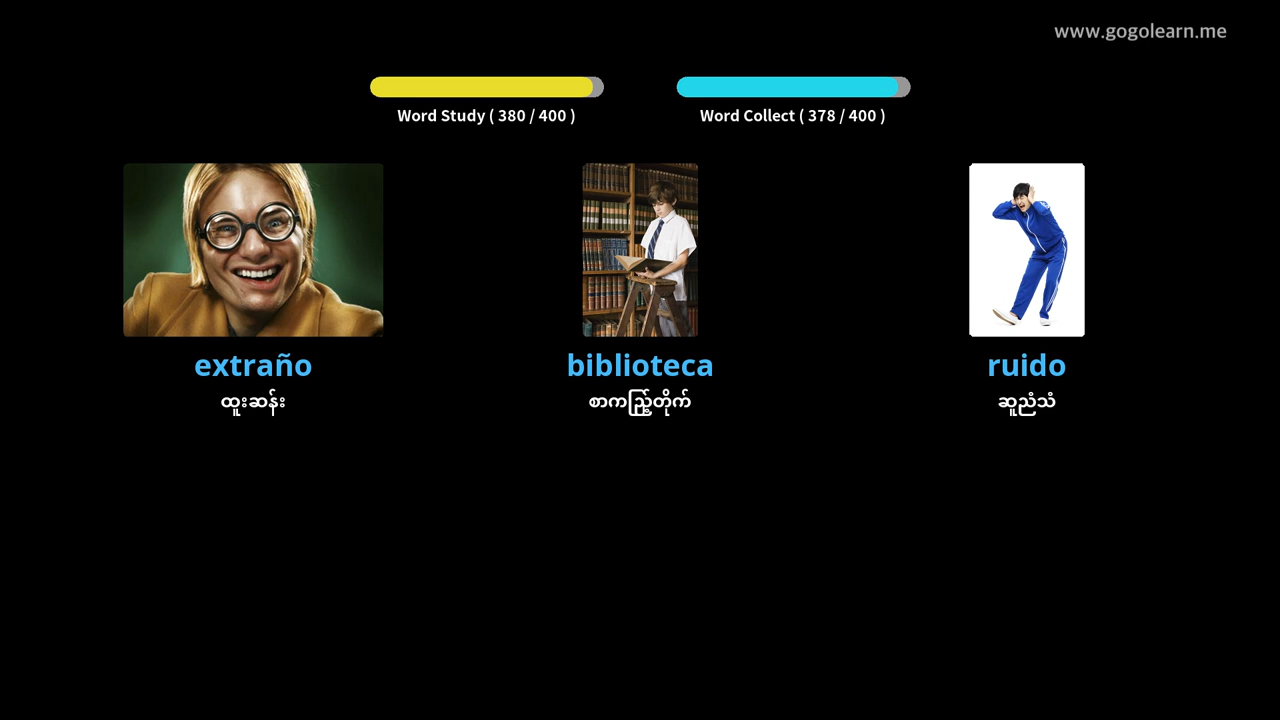 www.gogolearn.me
Word Study ( 380 / 400 )
Word Collect ( 378 / 400 )
extraño
biblioteca
ruido
ထူးဆန်း
စာကည့်တိုက်
ဆူညံသံ